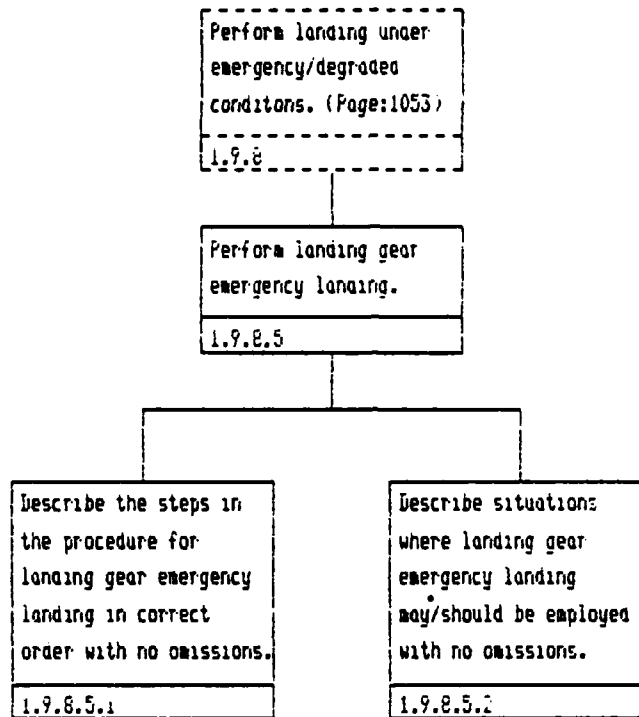 Perform landing under
emergency/degraded
conditons. (Page:1053)
1.9.8
Perform landing gear
emergency landing.
1.9.8.5
Describe the steps in
the procedure for
landing gear emergency
landing in correct
order with no omissions.
1.9.8.5.1
Describe situations
where landing gear
emergency landing
may/should be employed
with no omissions.
1.9.8.5.2